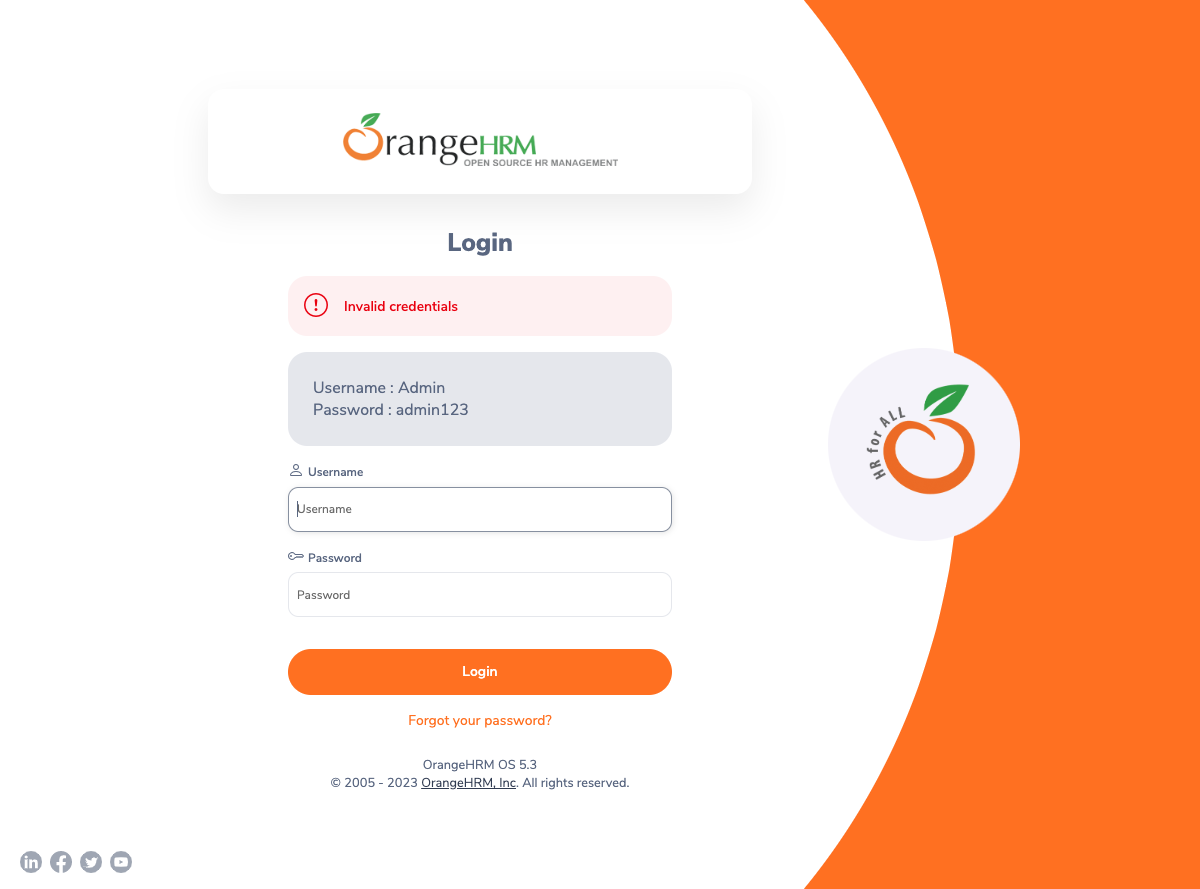 OrangeHRM
OPEN SOURCE HR MANAGEMENT
Login
Invalid credentials
Username : Admin
Password : admin123
Username
Username
Password
Password
Login
Forgot your password?
OrangeHRM OS 5.3
© 2005 - 2023 OrangeHRM, Inc. All rights reserved.
HR for ALL
in